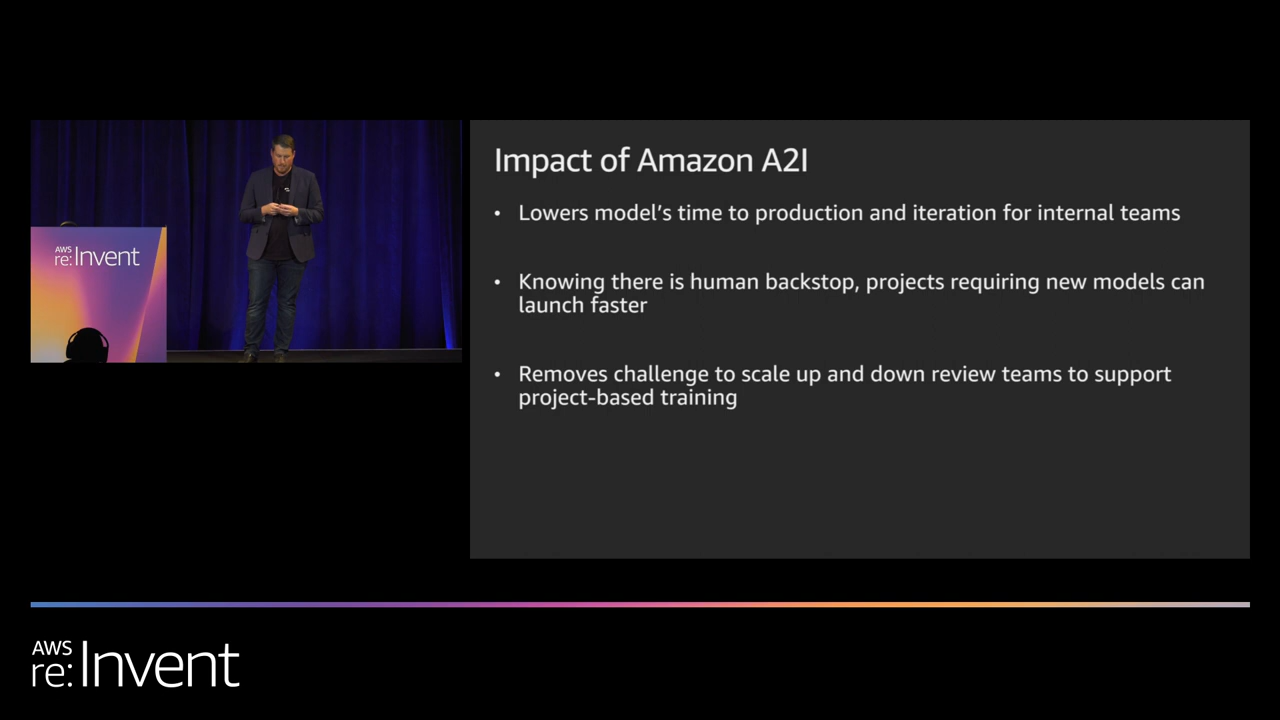 AWS
re:Invent
Impact of Amazon A2I
• Lowers model’s time to production and iteration for internal teams
• Knowing there is human backstop, projects requiring new models can
launch faster
• Removes challenge to scale up and down review teams to support
project-based training
AWS
re:Invent